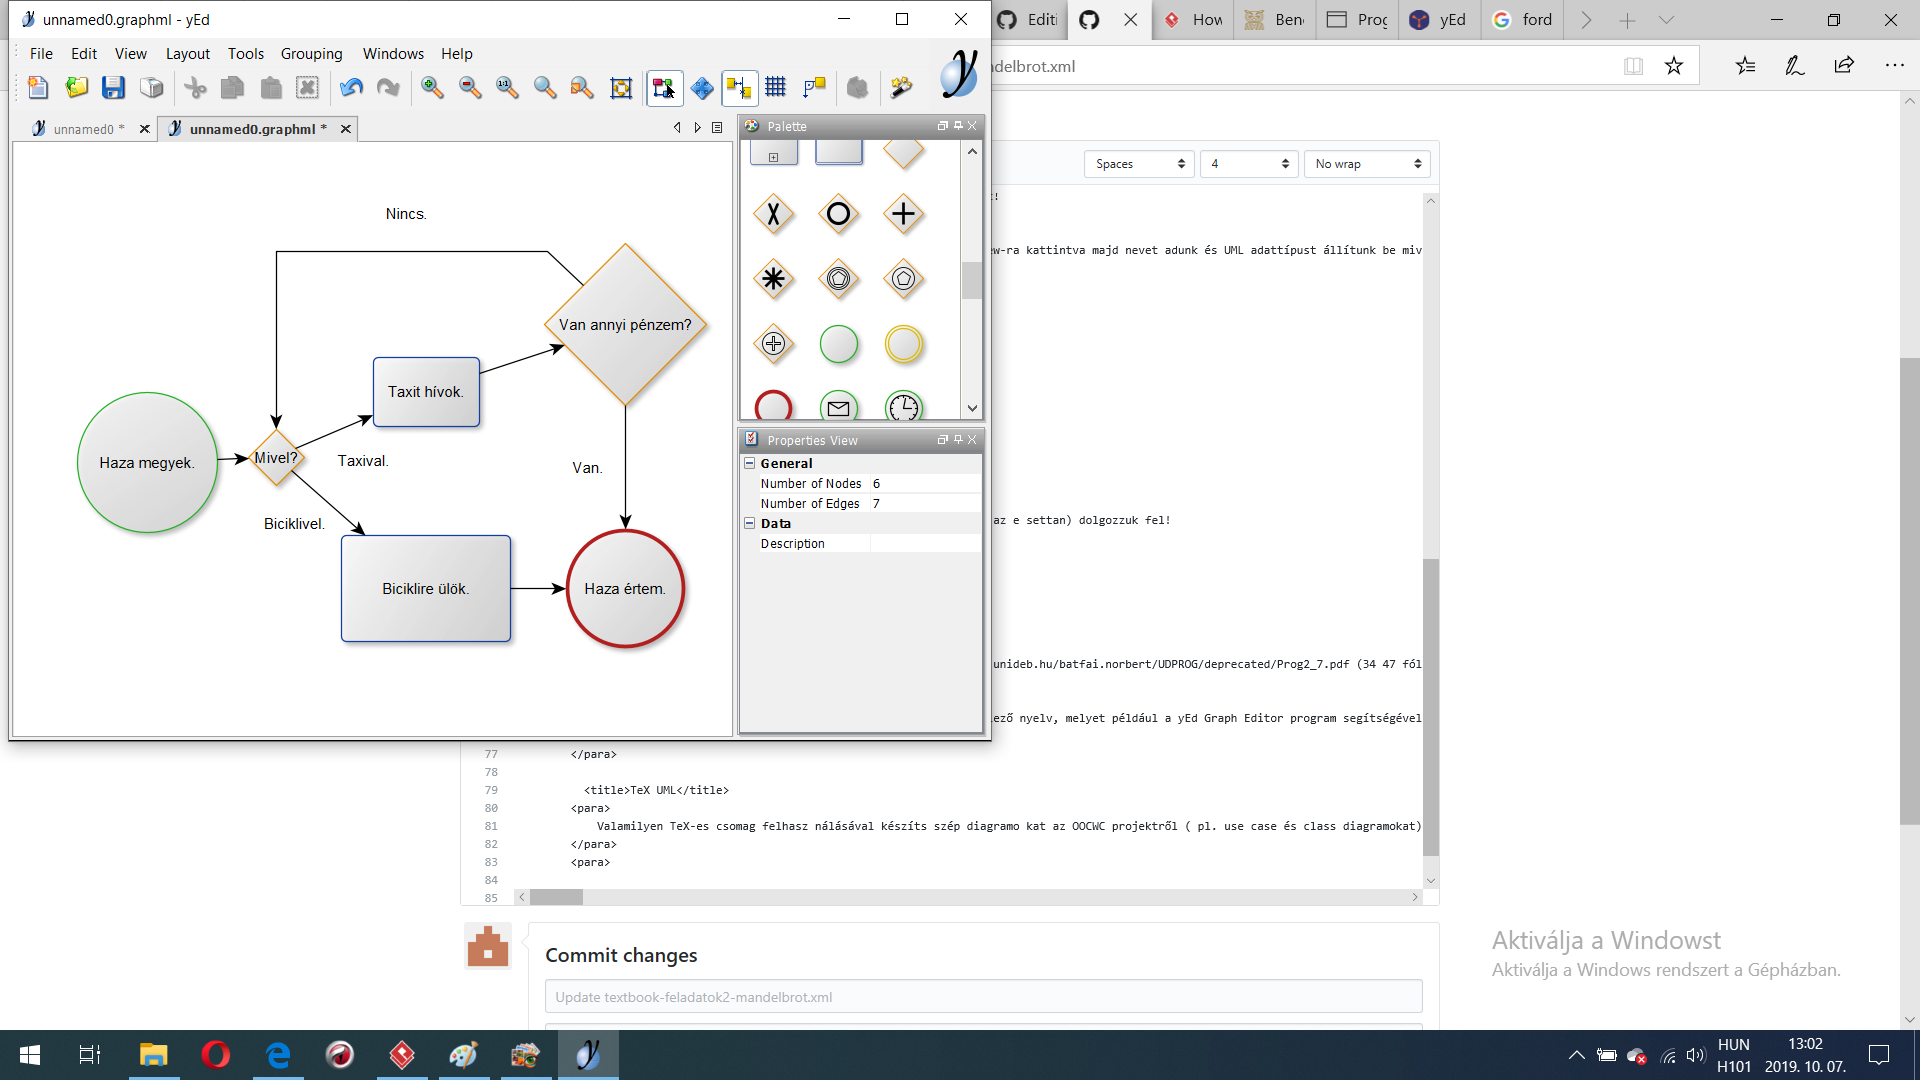 unnamed0.graphml - yEd
File Edit View Layout Tools Grouping Windows Help
unnamed0 *
unnamed0.graphml *
Nincs.
Van annyi pénzem?
Taxit hívok.
Haza megyek.
Mivel?
Taxival.
Van.
Biciklivel.
Biciklire ülök.
Haza értem.
Palette
Properties View
General
Number of Nodes 6
Number of Edges 7
Data
Description
Editi
How
Ben
Prog
yEd
ford
delbrot.xml
Spaces
4
No wrap
w-ra kattintva majd nevet adunk és UML adattípust állítunk be miv
az e settan) dolgozzuk fel!
unideb.hu/batfai.norbert/UDPROG/deprecated/Prog2_7.pdf (34 47 fól
ező nyelv, melyet például a yEd Graph Editor program segítségével
77 </para>
78
79 <title>TeX UML</title>
80 <para>
81 Valamilyen TeX-es csomag felhasz nálásával készíts szép diagramo kat az OOCWC projektről ( pl. use case és class diagramokat)
82 </para>
83 <para>
84
85
Commit changes
Update textbook-feladatok2-mandelbrot.xml
Aktiválja a Windowst
Aktiválja a Windows rendszert a Gépházban.
HUN
H101
13:02
2019. 10. 07.